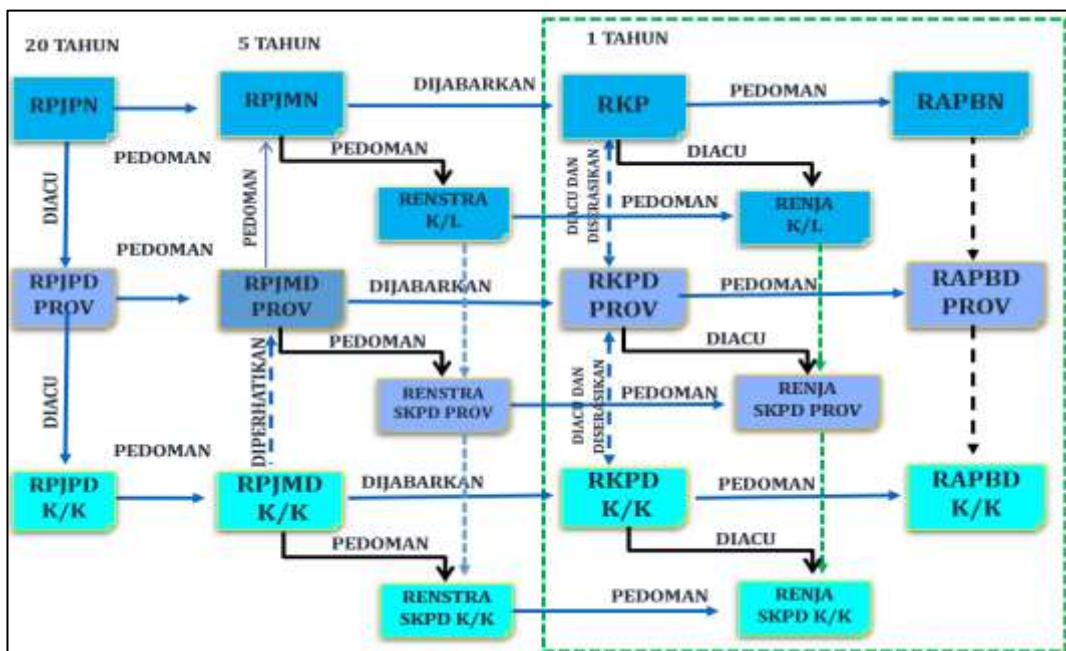 20 TAHUN
5 TAHUN
1 TAHUN
RPJPN
RPJMN
DIJABARKAN
RKP
PEDOMAN
RAPBN
PEDOMAN
PEDOMAN
DIACU
DIACU
PEDOMAN
DIACU DAN
DISERASIKAN
RENSTRA
K/L
PEDOMAN
RENJA
K/L
PEDOMAN
RPJPD
PROV
RPJMD
PROV
DIJABARKAN
RKPD
PROV
PEDOMAN
RAPBD
PROV
PEDOMAN
DIACU
DIACU
DIPERHATIKAN
DIACU DAN
DISERASIKAN
RENSTRA
SKPD PROV
PEDOMAN
RENJA
SKPD PROV
PEDOMAN
RPJPD
K/K
RPJMD
K/K
DIJABARKAN
RKPD
K/K
PEDOMAN
RAPBD
K/K
PEDOMAN
DIACU
RENSTRA
SKPD K/K
PEDOMAN
RENJA
SKPD K/K